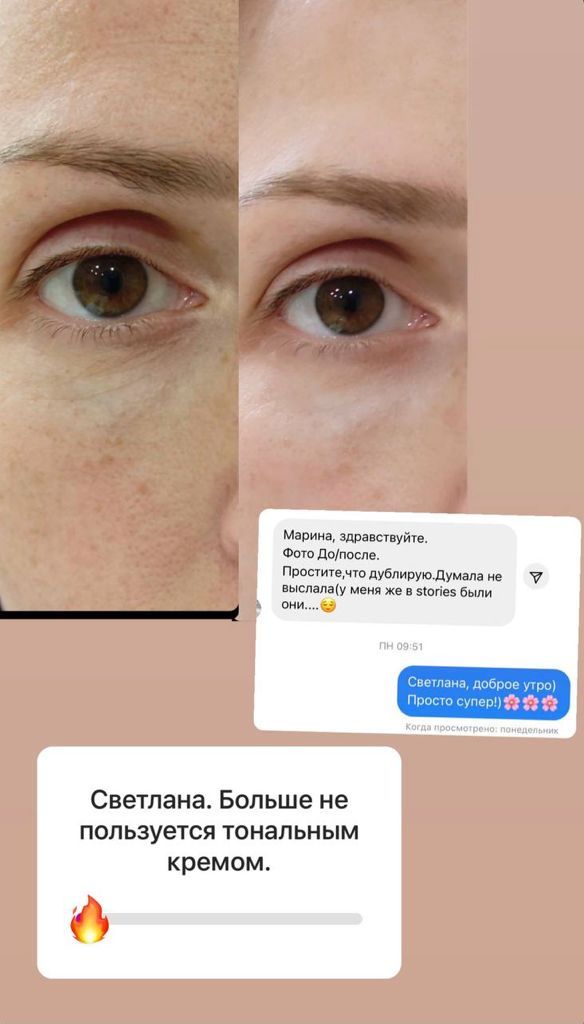 Марина, здравствуйте.
Фото До/после.
Простите,что дублирую.Думала не
выслала(у меня же в stories были
они....😌
ПН 09:51
Светлана, доброе утро)
Просто супер!)🌸🌸🌸
Когда просмотрено: понедельник
Светлана. Больше не
пользуется тональным
кремом.